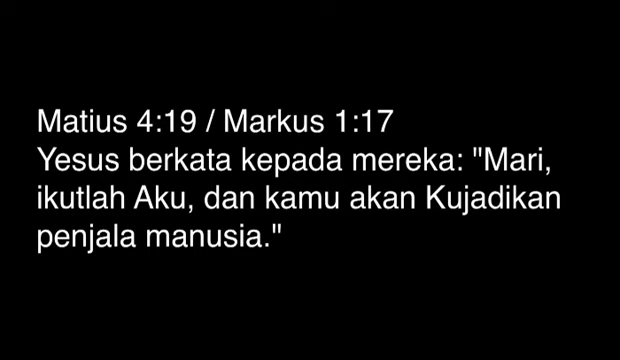 Matius 4:19 / Markus 1:17
Yesus berkata kepada mereka: "Mari,
ikutlah Aku, dan kamu akan Kujadikan
penjala manusia."